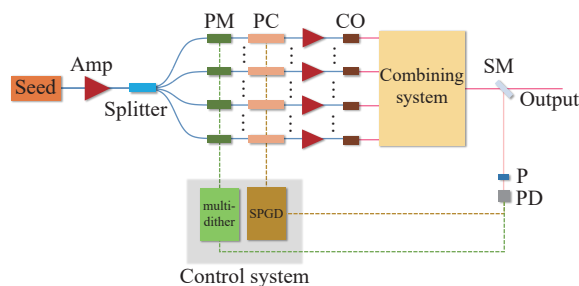 PM PC CO
Amp
Seed
Splitter
Combining
system
SM
Output
P
PD
multi-
dither
SPGD
Control system